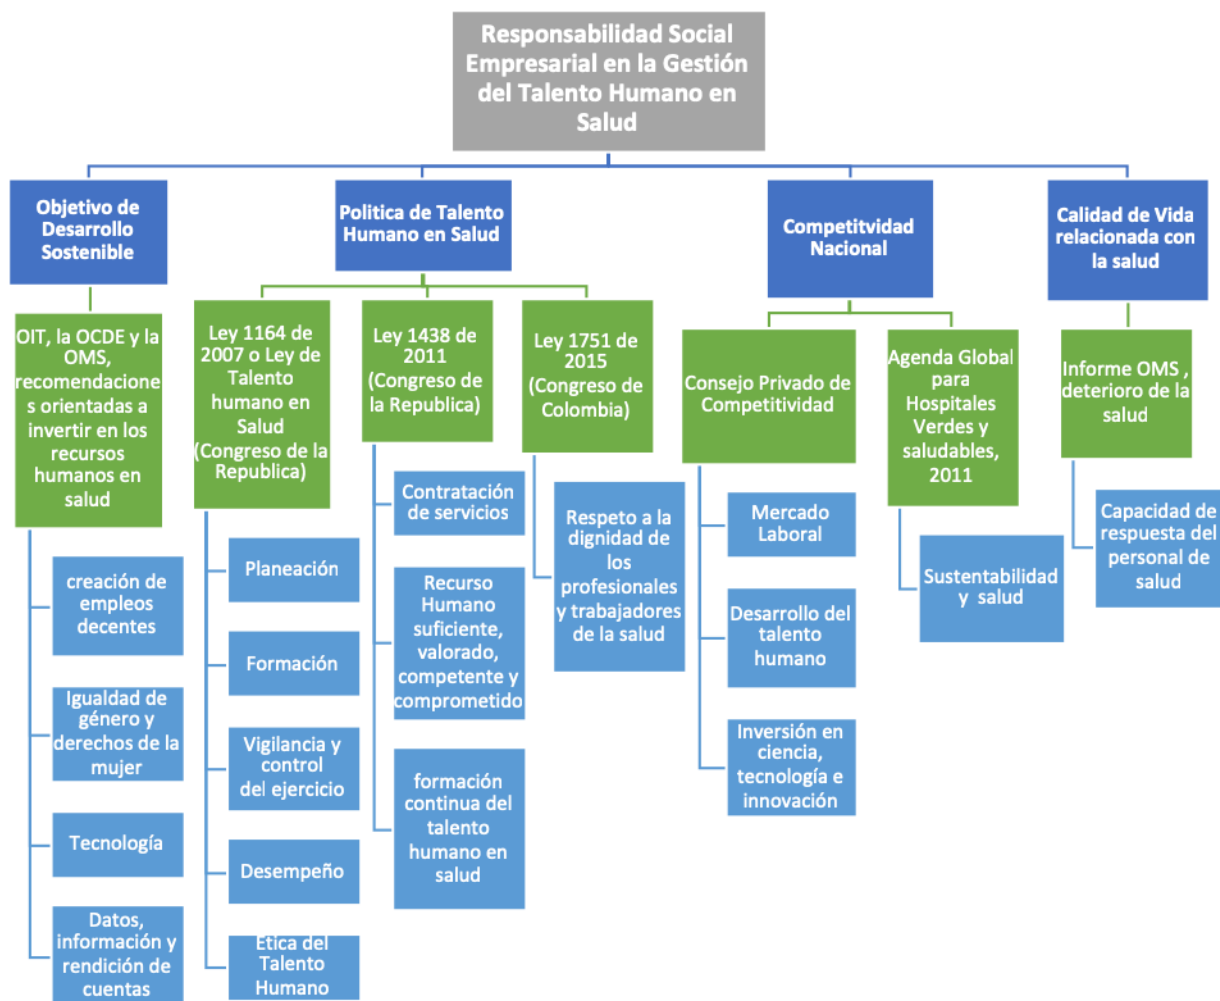 Responsabilidad Social
Empresarial en la Gestión
del Talento Humano en
Salud
Objetivo de
Desarrollo
Sostenible
OIT, la OCDE y la
OMS,
recomendacione
s orientadas a
invertir en los
recursos
humanos en
salud
creación de
empleos
decentes
Igualdad de
género y
derechos de la
mujer
Tecnología
Datos,
información y
rendición de
cuentas
Politica de Talento
Humano en Salud
Ley 1164 de
2007 o Ley de
Talento
humano en
Salud
(Congreso de la
Republica)
Planeación
Formación
Vigilancia y
control
del ejercicio
Desempeño
Etica del
Talento
Humano
Ley 1438 de
2011
(Congreso de
la Republica)
Contratación
de servicios
Recurso
Humano
suficiente,
valorado,
competente y
comprometido
formación
continua del
talento
humano en
salud
Ley 1751 de
2015
(Congreso de
Colombia)
Respeto a la
dignidad de
los
profesionales
y trabajadores
de la salud
Competitvidad
Nacional
Consejo Privado de
Competitividad
Mercado
Laboral
Desarrollo del
talento
humano
Inversión en
ciencia,
tecnología e
innovación
Agenda Global
para
Hospitales
Verdes y
saludables,
2011
Sustentabilidad
y salud
Calidad de Vida
relacionada con
la salud
Informe OMS ,
deterioro de la
salud
Capacidad de
respuesta del
personal de
salud